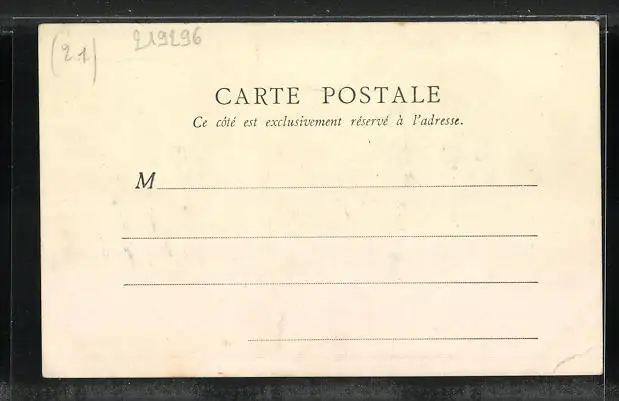 (21)
219296
CARTE POSTALE
Ce côté est exclusivement réservé à l'adresse.
M